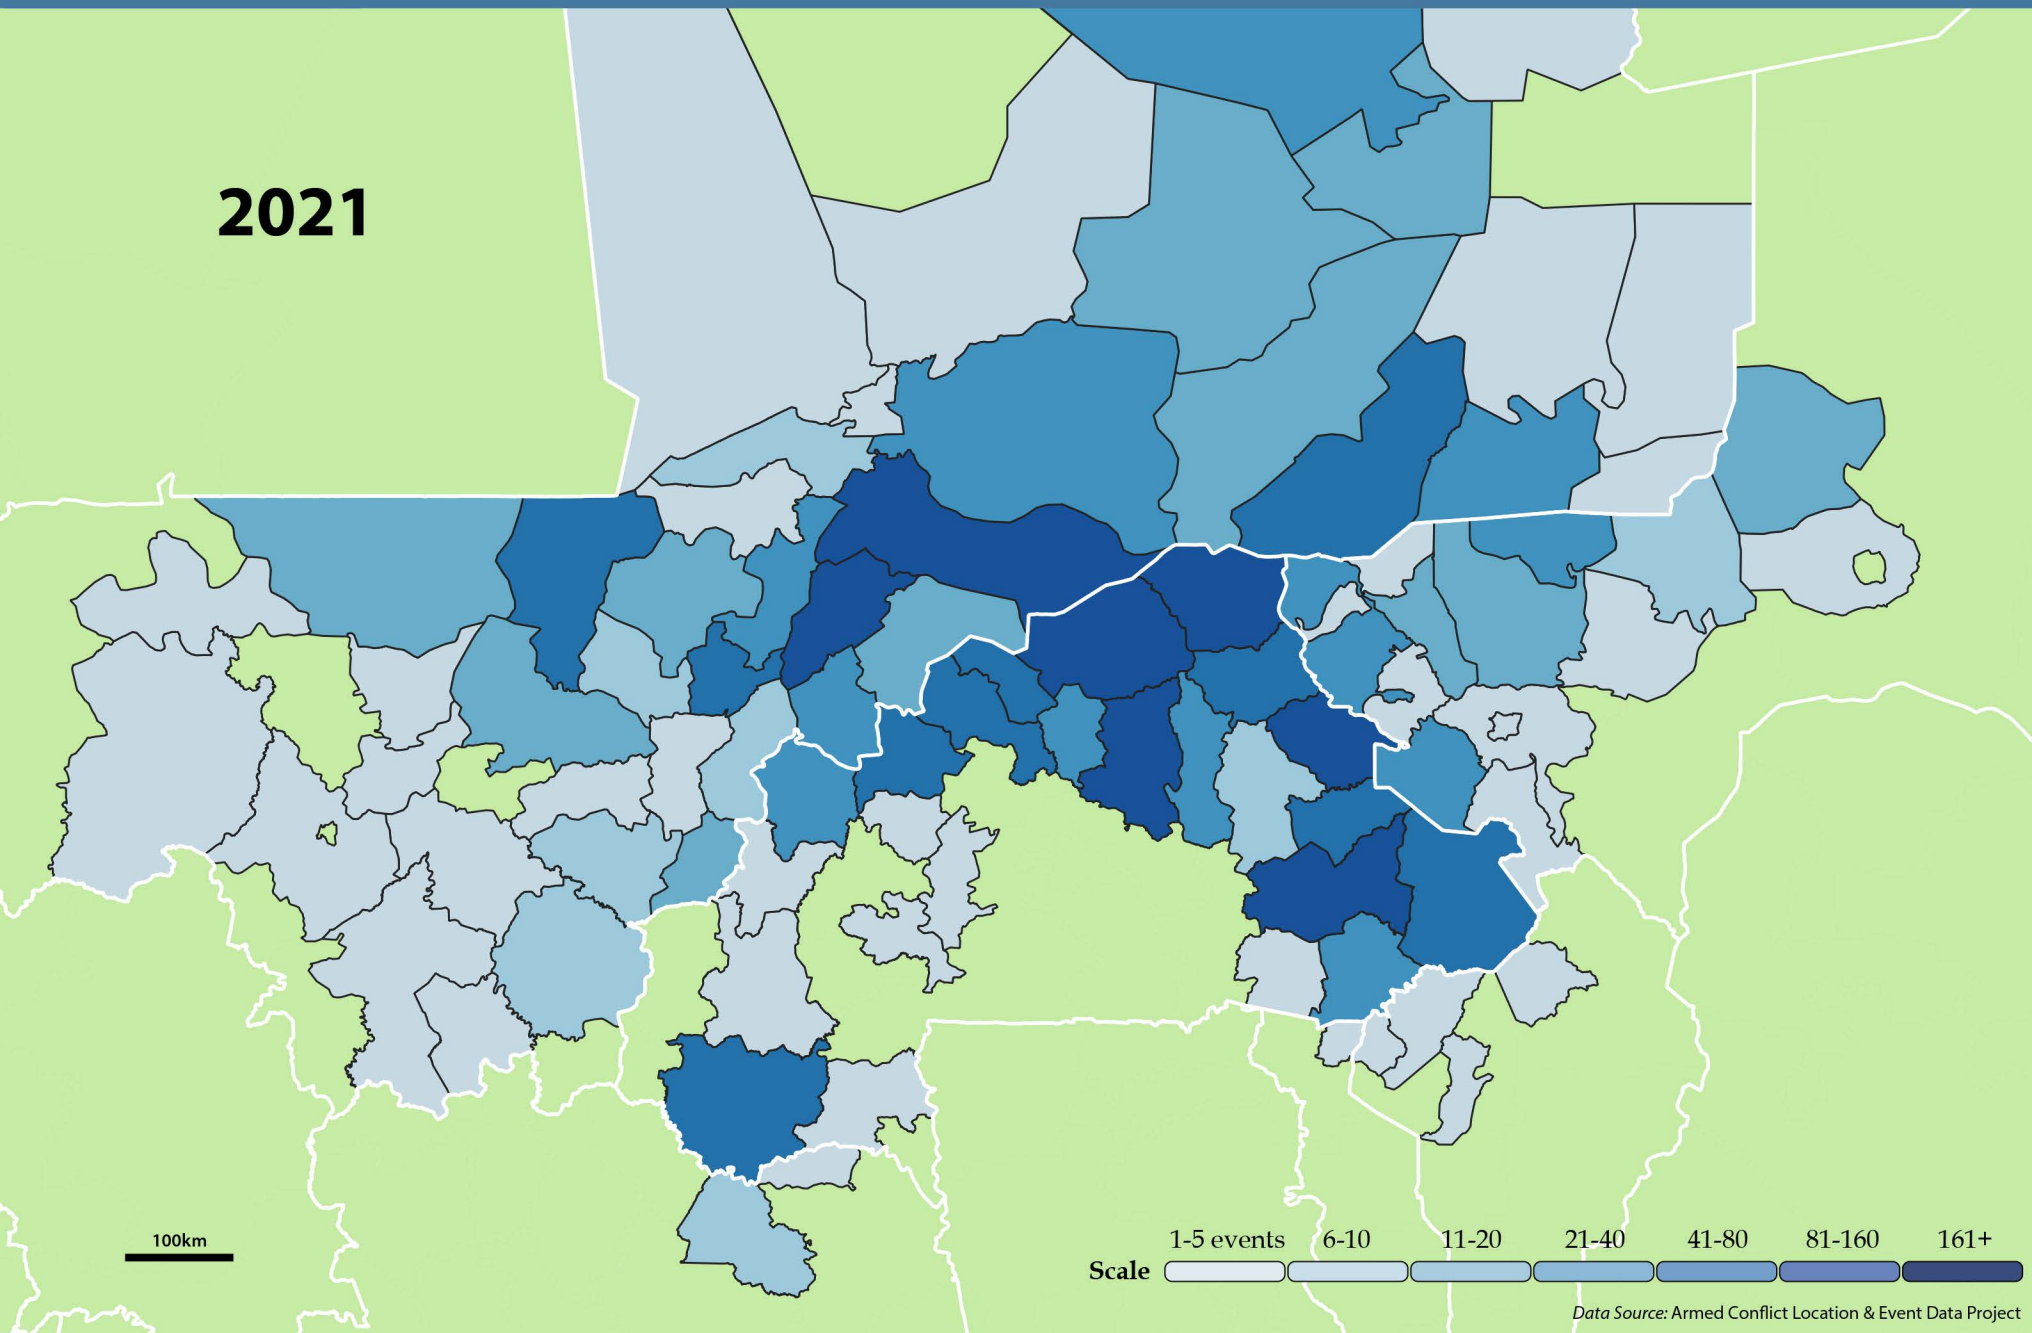 2021
100km
1-5 events 6-10 11-20 21-40 41-80 81-160 161+
Scale
Data Source: Armed Conflict Location & Event Data Project